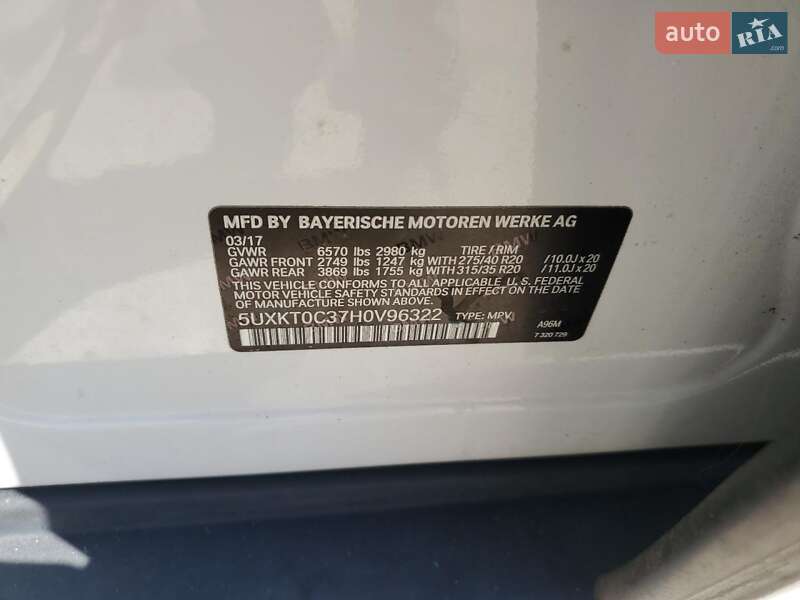 auto RIA .com
MFD BY BAYERISCHE MOTOREN WERKE AG
03/17
GVWR 6570 lbs 2980 kg TIRE / RIM
GAWR FRONT 2749 lbs 1247 kg WITH 275/40 R20 / 10.0J x 20
GAWR REAR 3869 lbs 1755 kg WITH 315/35 R20 / 11.0J x 20
THIS VEHICLE CONFORMS TO ALL APPLICABLE U. S. FEDERAL
MOTOR VEHICLE SAFETY STANDARDS IN EFFECT ON THE DATE
OF MANUFACTURE SHOWN ABOVE.
5UXKT0C37H0V96322 TYPE: MPV
A96M
7 320 729